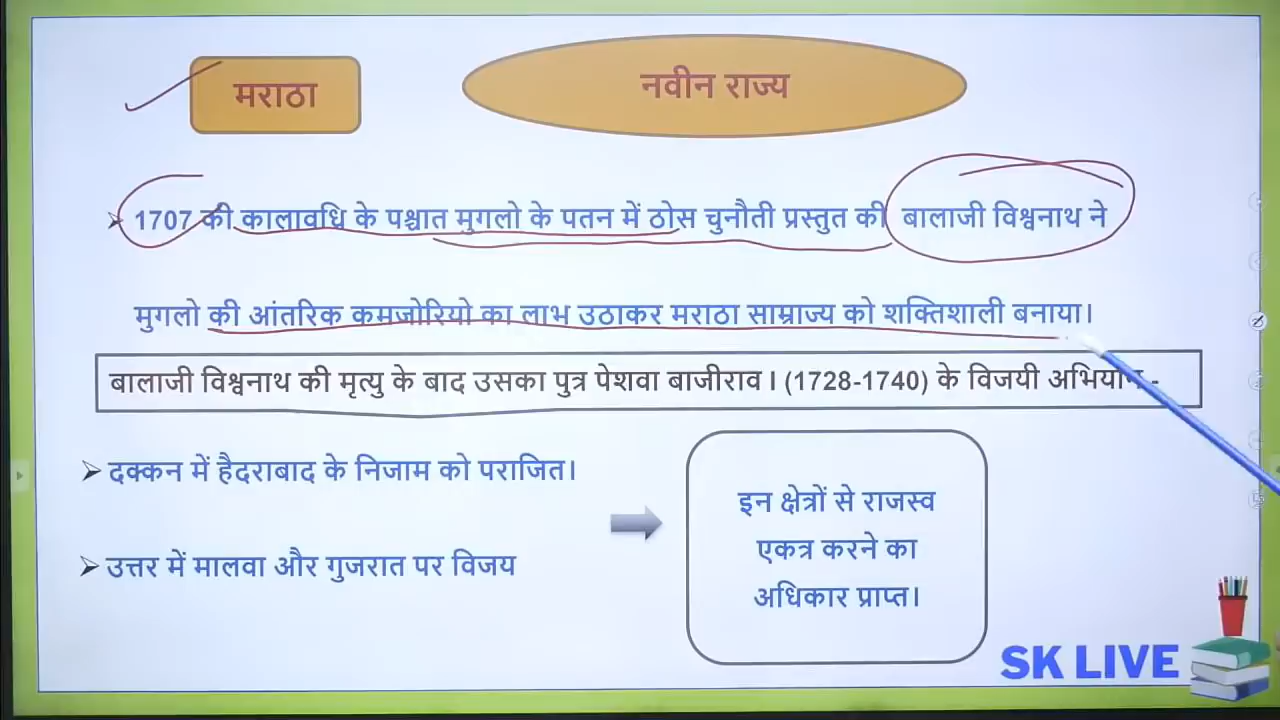 मराठा
नवीन राज्य
1707 की कालावधि के पश्चात मुगलो के पतन में ठोस चुनौती प्रस्तुत की बालाजी विश्वनाथ ने
मुगलो की आंतरिक कमजोरियो का लाभ उठाकर मराठा साम्राज्य को शक्तिशाली बनाया।
बालाजी विश्वनाथ की मृत्यु के बाद उसका पुत्र पेशवा बाजीराव I (1728-1740) के विजयी अभियान -
दक्कन में हैदराबाद के निजाम को पराजित।
उत्तर में मालवा और गुजरात पर विजय
इन क्षेत्रों से राजस्व
एकत्र करने का
अधिकार प्राप्त।
SK LIVE